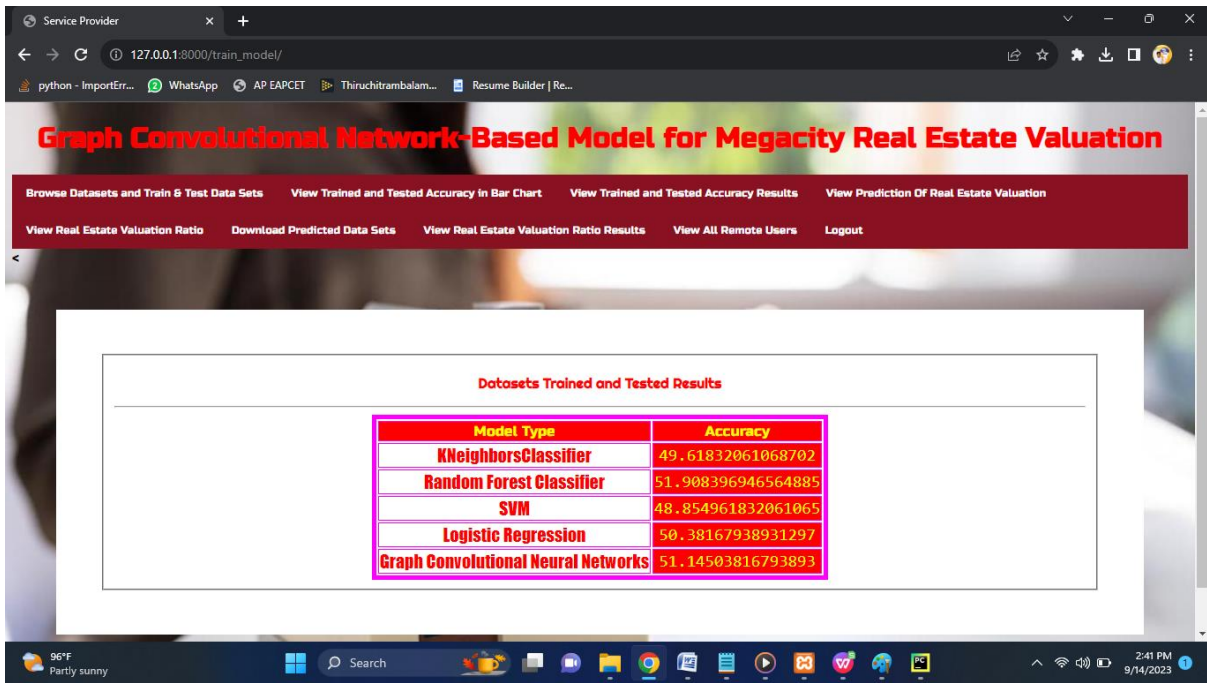 Service Provider
127.0.0.1:8000/train_model/
python - ImportErr...
WhatsApp
AP EAPCET
Thiruchitrambalam...
Resume Builder | Re...
Graph Convolutional Network-Based Model for Megacity Real Estate Valuation
Browse Datasets and Train & Test Data Sets
View Trained and Tested Accuracy in Bar Chart
View Trained and Tested Accuracy Results
View Prediction Of Real Estate Valuation
View Real Estate Valuation Ratio
Download Predicted Data Sets
View Real Estate Valuation Ratio Results
View All Remote Users
Logout
<
Datasets Trained and Tested Results
Model Type Accuracy
KNeighborsClassifier 49.61832061068702
Random Forest Classifier 51.908396946564885
SVM 48.854961832061065
Logistic Regression 50.38167938931297
Graph Convolutional Neural Networks 51.14503816793893
96°F
Partly sunny
Search
PC
2:41 PM
9/14/2023
1